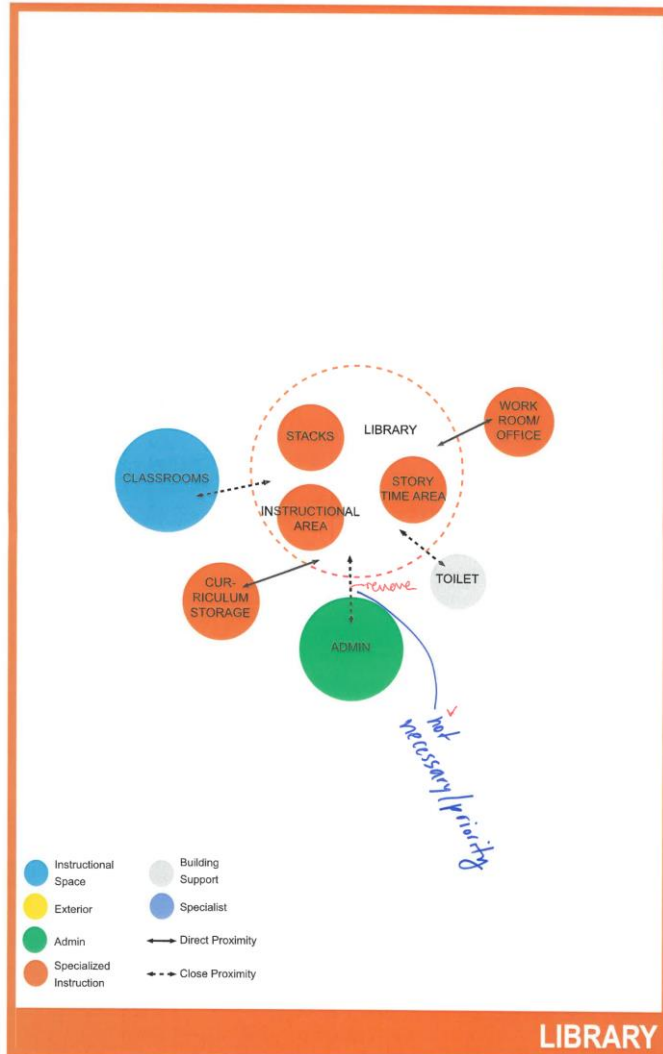 WORK
ROOM/
OFFICE
STACKS
LIBRARY
CLASSROOMS
STORY
TIME AREA
INSTRUCTIONAL
AREA
TOILET
CUR-
RICULUM
STORAGE
remove
ADMIN
not
necessary/priority
Instructional
Space
Building
Support
Exterior
Specialist
Admin
Direct Proximity
Specialized
Instruction
Close Proximity
LIBRARY